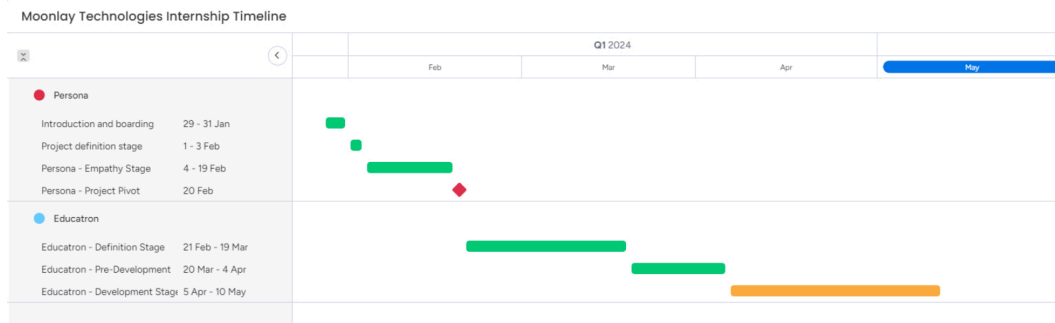 Moonlay Technologies Internship Timeline
Q1 2024
Feb Mar Apr May
Persona
Introduction and boarding 29 - 31 Jan
Project definition stage 1 - 3 Feb
Persona - Empathy Stage 4 - 19 Feb
Persona - Project Pivot 20 Feb
Educatron
Educatron - Definition Stage 21 Feb - 19 Mar
Educatron - Pre-Development 20 Mar - 4 Apr
Educatron - Development Stage 5 Apr - 10 May